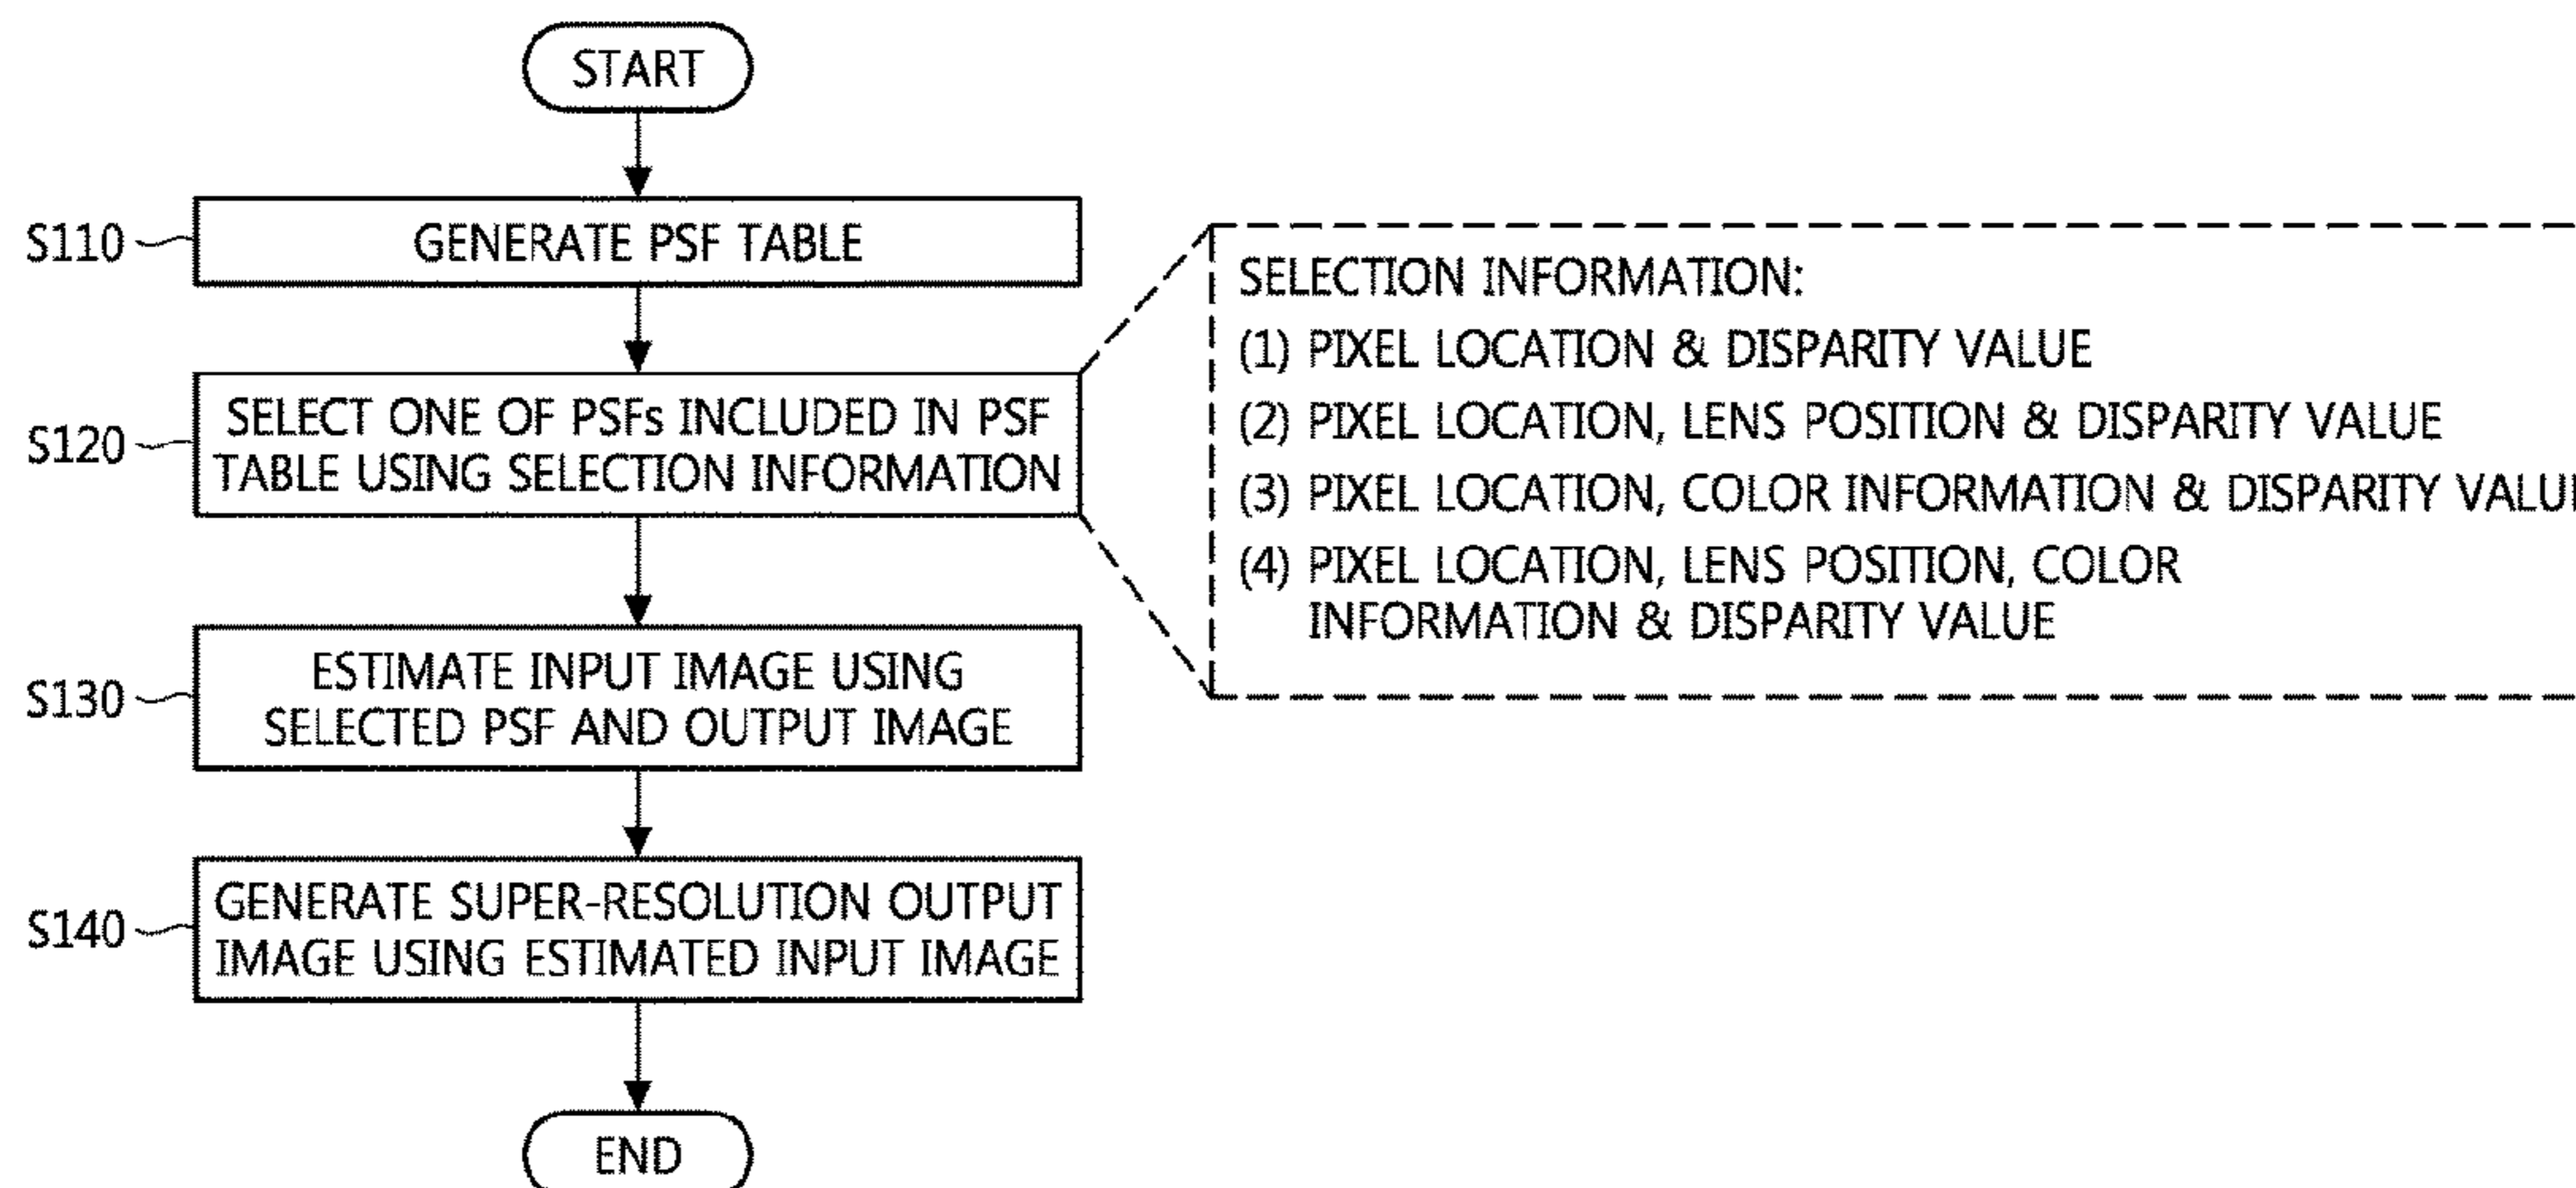 START
S110
GENERATE PSF TABLE
S120
SELECT ONE OF PSFs INCLUDED IN PSF
TABLE USING SELECTION INFORMATION
SELECTION INFORMATION:
(1) PIXEL LOCATION & DISPARITY VALUE
(2) PIXEL LOCATION, LENS POSITION & DISPARITY VALUE
(3) PIXEL LOCATION, COLOR INFORMATION & DISPARITY
(4) PIXEL LOCATION, LENS POSITION, COLOR
INFORMATION & DISPARITY VALUE
S130
ESTIMATE INPUT IMAGE USING
SELECTED PSF AND OUTPUT IMAGE
S140
GENERATE SUPER-RESOLUTION OUTPUT
IMAGE USING ESTIMATED INPUT IMAGE
END